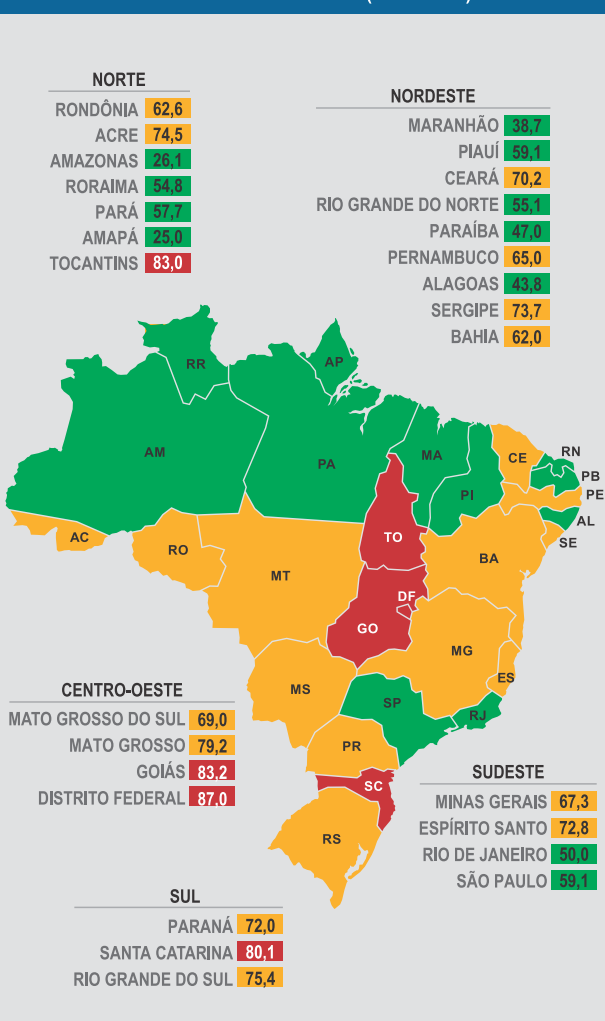 NORTE
RONDÔNIA 62,6
ACRE 74,5
AMAZONAS 26,1
RORAIMA 54,8
PARÁ 57,7
AMAPÁ 25,0
TOCANTINS 83,0
NORDESTE
MARANHÃO 38,7
PIAUÍ 59,1
CEARÁ 70,2
RIO GRANDE DO NORTE 55,1
PARAÍBA 47,0
PERNAMBUCO 65,0
ALAGOAS 43,8
SERGIPE 73,7
BAHIA 62,0
RR
AP
AM
PA
MA
CE
RN
PB
PI
PE
AL
AC
RO
TO
SE
MT
BA
DF
GO
MG
ES
MS
SP
RJ
PR
SC
RS
CENTRO-OESTE
MATO GROSSO DO SUL 69,0
MATO GROSSO 79,2
GOIÁS 83,2
DISTRITO FEDERAL 87,0
SUDESTE
MINAS GERAIS 67,3
ESPÍRITO SANTO 72,8
RIO DE JANEIRO 50,0
SÃO PAULO 59,1
SUL
PARANÁ 72,0
SANTA CATARINA 80,1
RIO GRANDE DO SUL 75,4